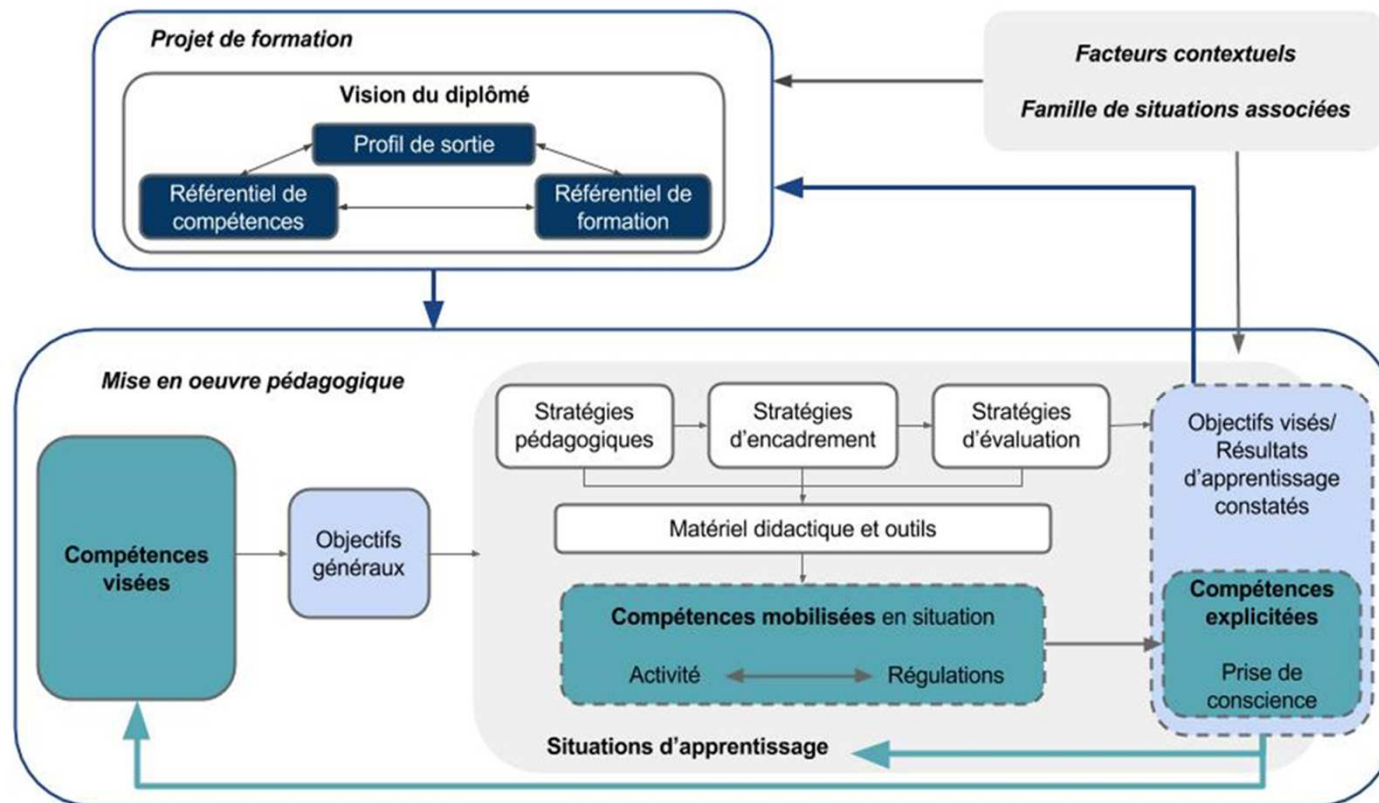 Projet de formation
Vision du diplômé
Profil de sortie
Référentiel de
compétences
Référentiel de
formation
Facteurs contextuels
Famille de situations associées
Mise en oeuvre pédagogique
Compétences
visées
Objectifs
généraux
Stratégies
pédagogiques
Stratégies
d'encadrement
Stratégies
d'évaluation
Matériel didactique et outils
Compétences mobilisées en situation
Activité
Régulations
Situations d'apprentissage
Objectifs visés/
Résultats
d'apprentissage
constatés
Compétences
explicitées
Prise de
conscience